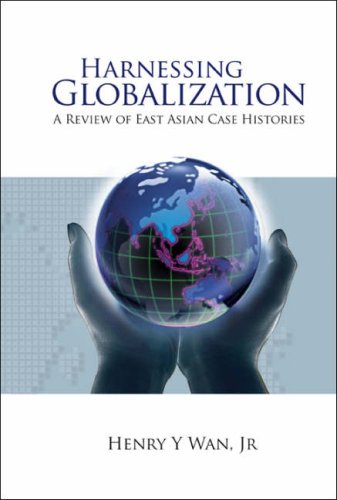 Harnessing
Globalization
A Review of East Asian Case Histories
Henry Y Wan, Jr